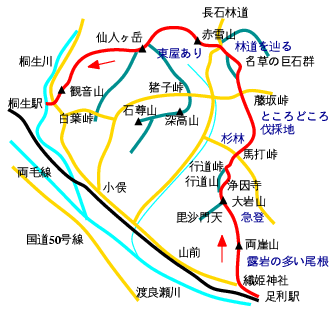 長石林道
仙人ヶ岳
赤雪山
林道を辿る
東屋あり
桐生川
名草の巨石群
観音山
猪子峠
藤坂峠
桐生駅
石尊山
深高山
ところどころ
伐採地
白葉峠
杉林
馬打峠
両毛線
行道峠
行道山
浄因寺
小俣
大岩山
毘沙門天
急登
国道50号線
山前
両崖山
露岩の多い尾根
織姫神社
渡良瀬川
足利駅